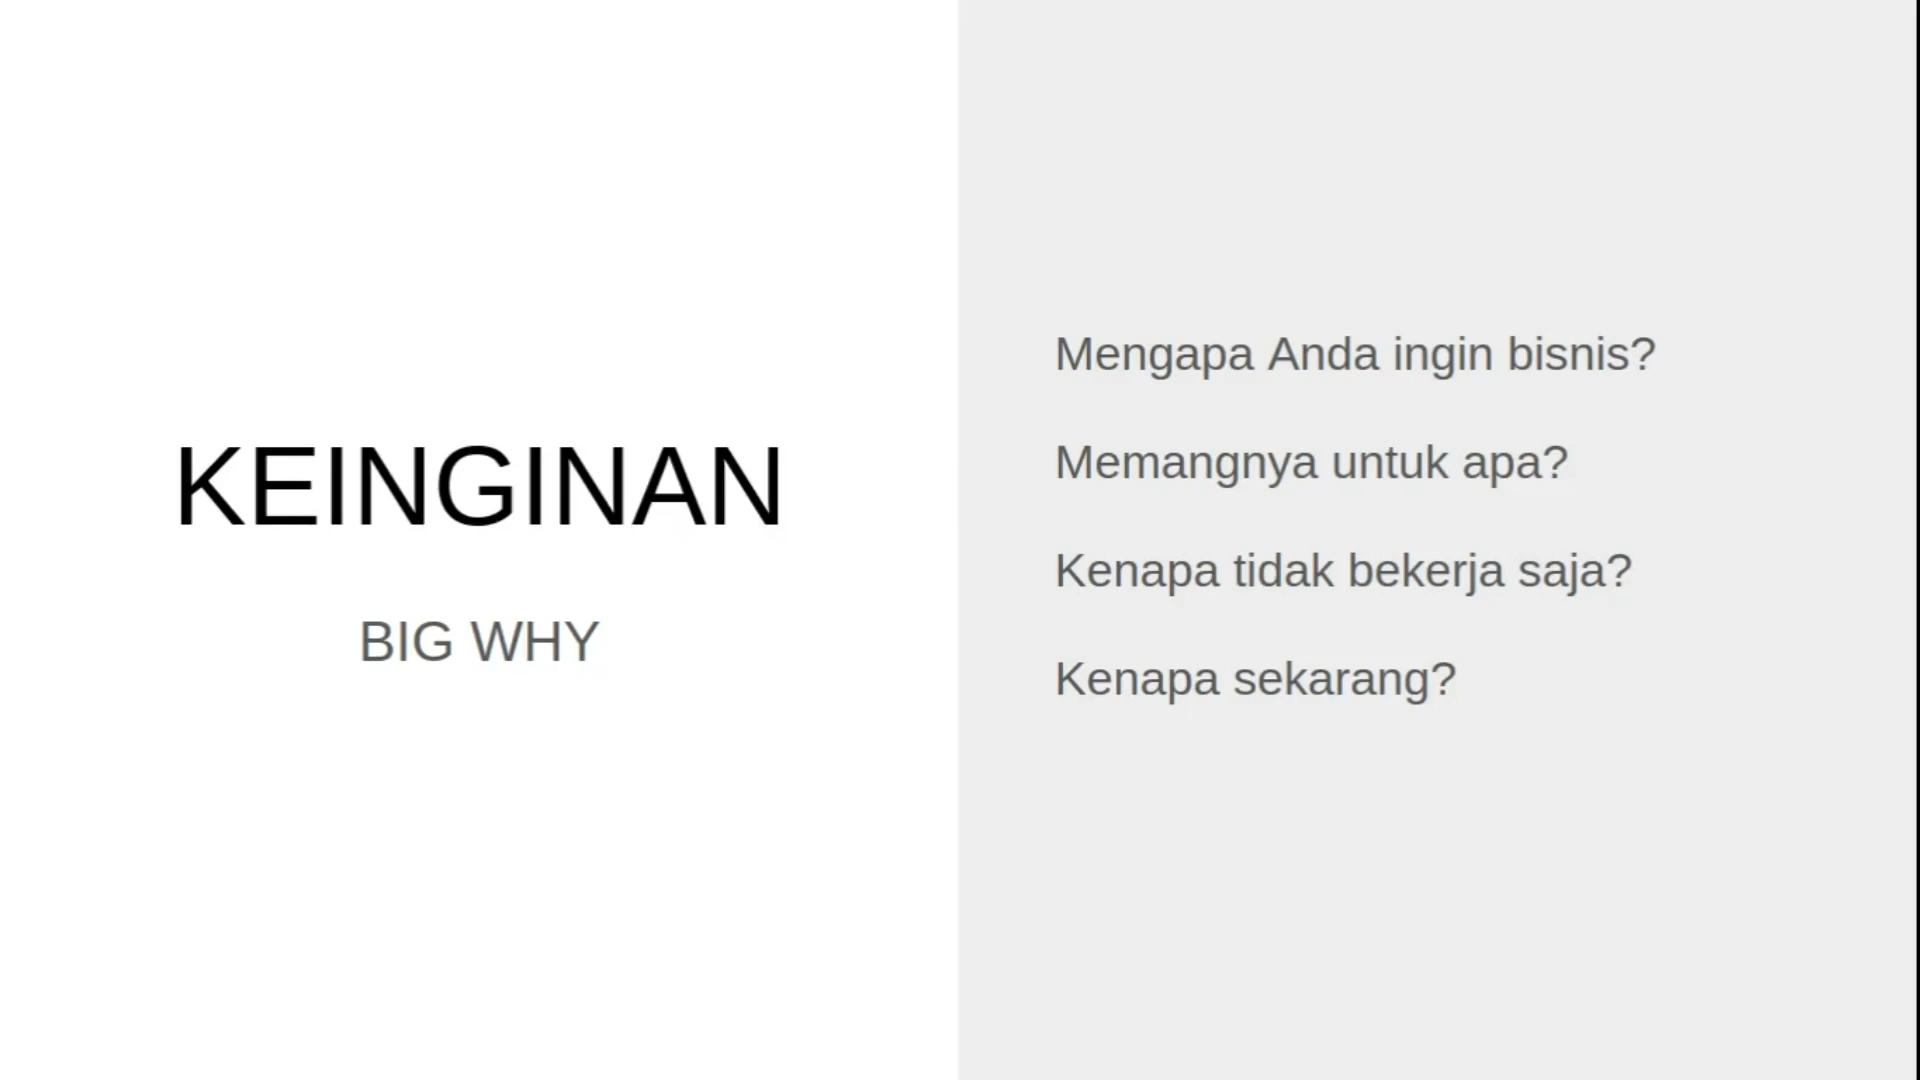 KEINGINAN
BIG WHY
Mengapa Anda ingin bisnis?
Memangnya untuk apa?
Kenapa tidak bekerja saja?
Kenapa sekarang?